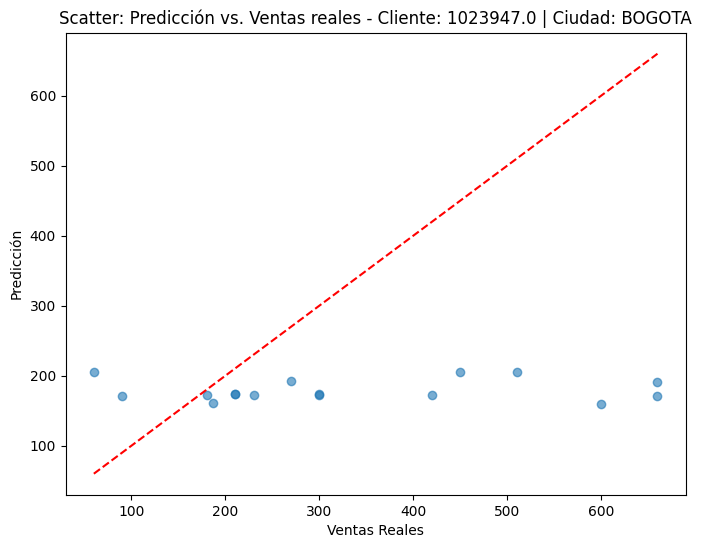 Scatter: Predicción vs. Ventas reales - Cliente: 1023947.0 | Ciudad: BOGOTA
600
500
400
300
200
100
Predicción
100 200 300 400 500 600
Ventas Reales